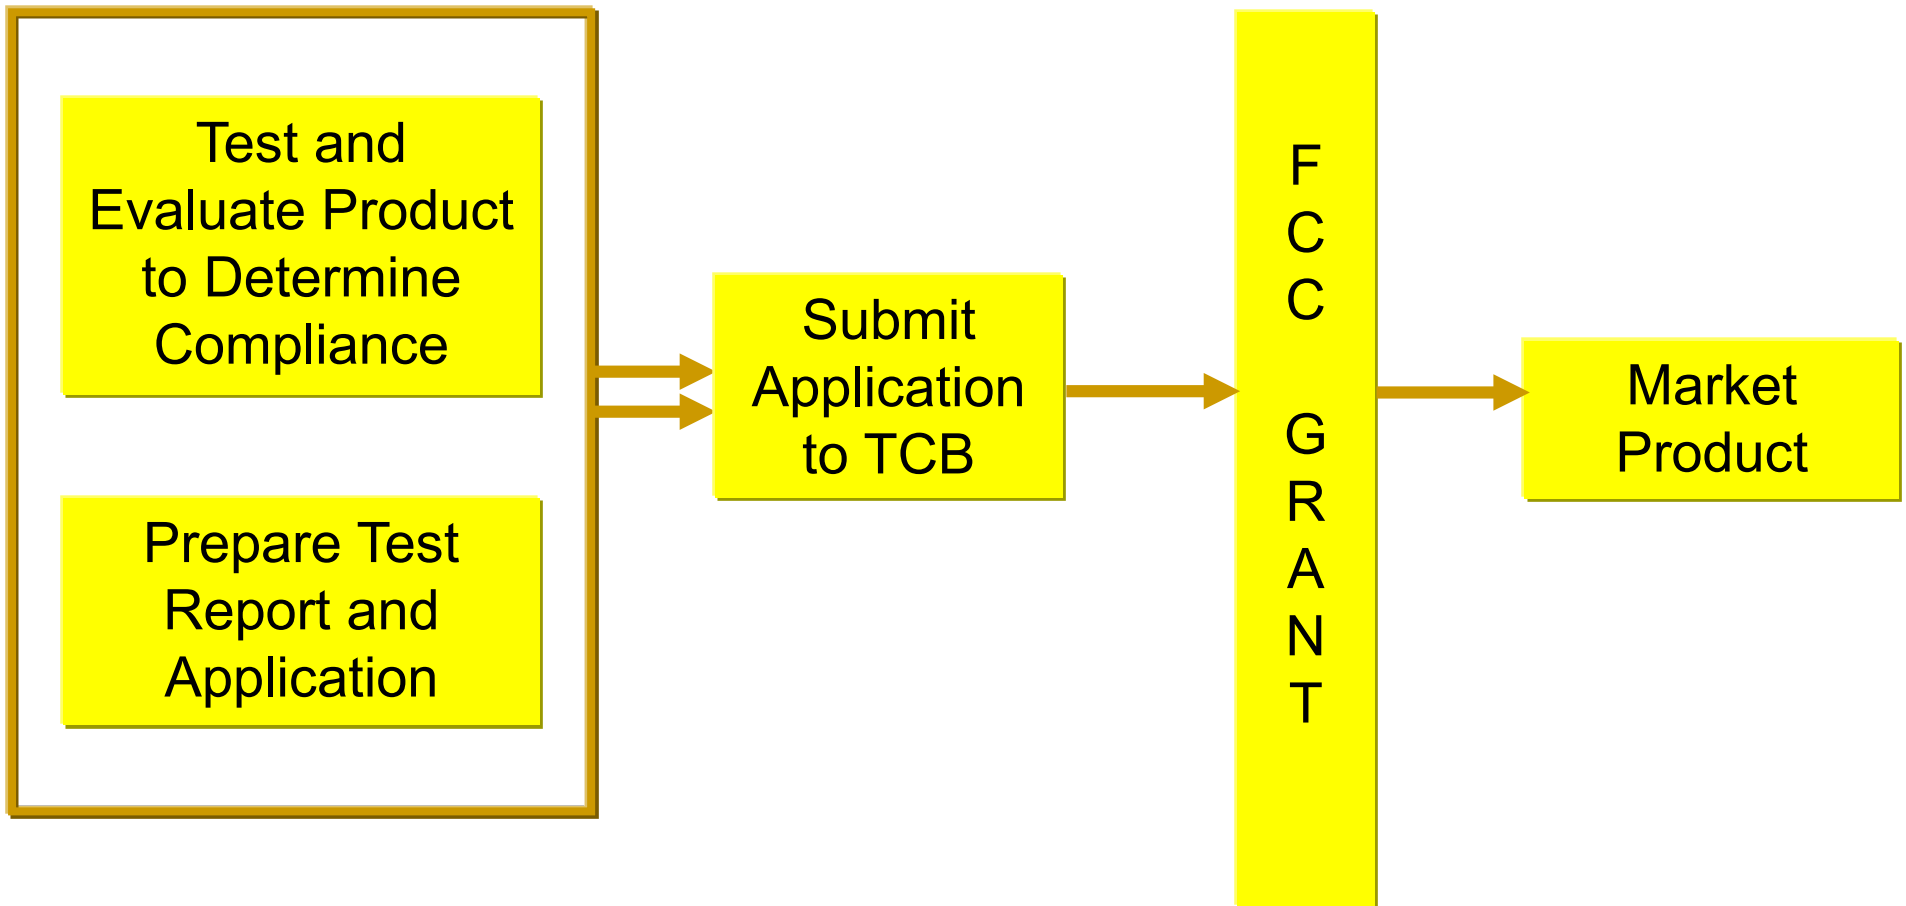 Test and
Evaluate Product
to Determine
Compliance
Prepare Test
Report and
Application
Submit
Application
to TCB
F
C
C
G
R
A
N
T
Market
Product